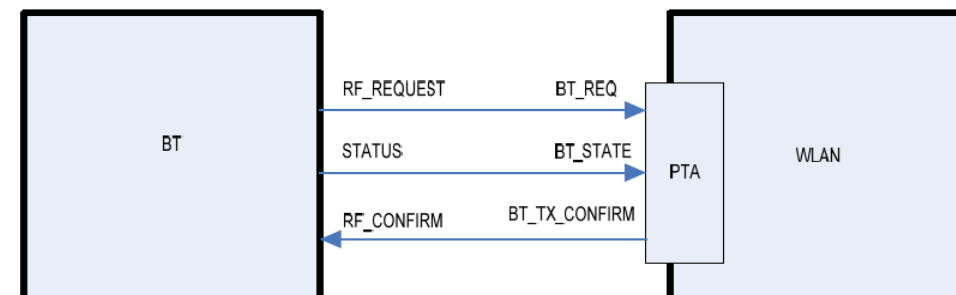 RF_REQUEST BT_REQ
BT
STATUS BT_STATE
WLAN
PTA
RF_CONFIRM BT_TX_CONFIRM